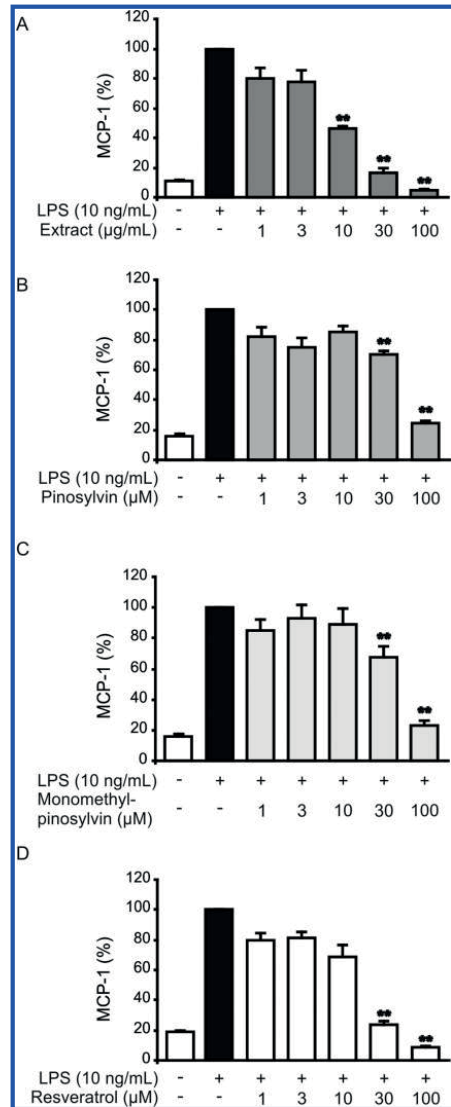 A
120
100
80
60
40
20
0
MCP-1 (%)
** ** **
LPS (10 ng/mL) - + + + + + +
Extract (µg/mL) - - 1 3 10 30 100
B
120
100
80
60
40
20
0
MCP-1 (%)
** **
LPS (10 ng/mL) - + + + + + +
Pinosylvin (µM) - - 1 3 10 30 100
C
120
100
80
60
40
20
0
MCP-1 (%)
** **
LPS (10 ng/mL) - + + + + + +
Monomethyl-
pinosylvin (µM) - - 1 3 10 30 100
D
120
100
80
60
40
20
0
MCP-1 (%)
** **
LPS (10 ng/mL) - + + + + + +
Resveratrol (µM) - - 1 3 10 30 100